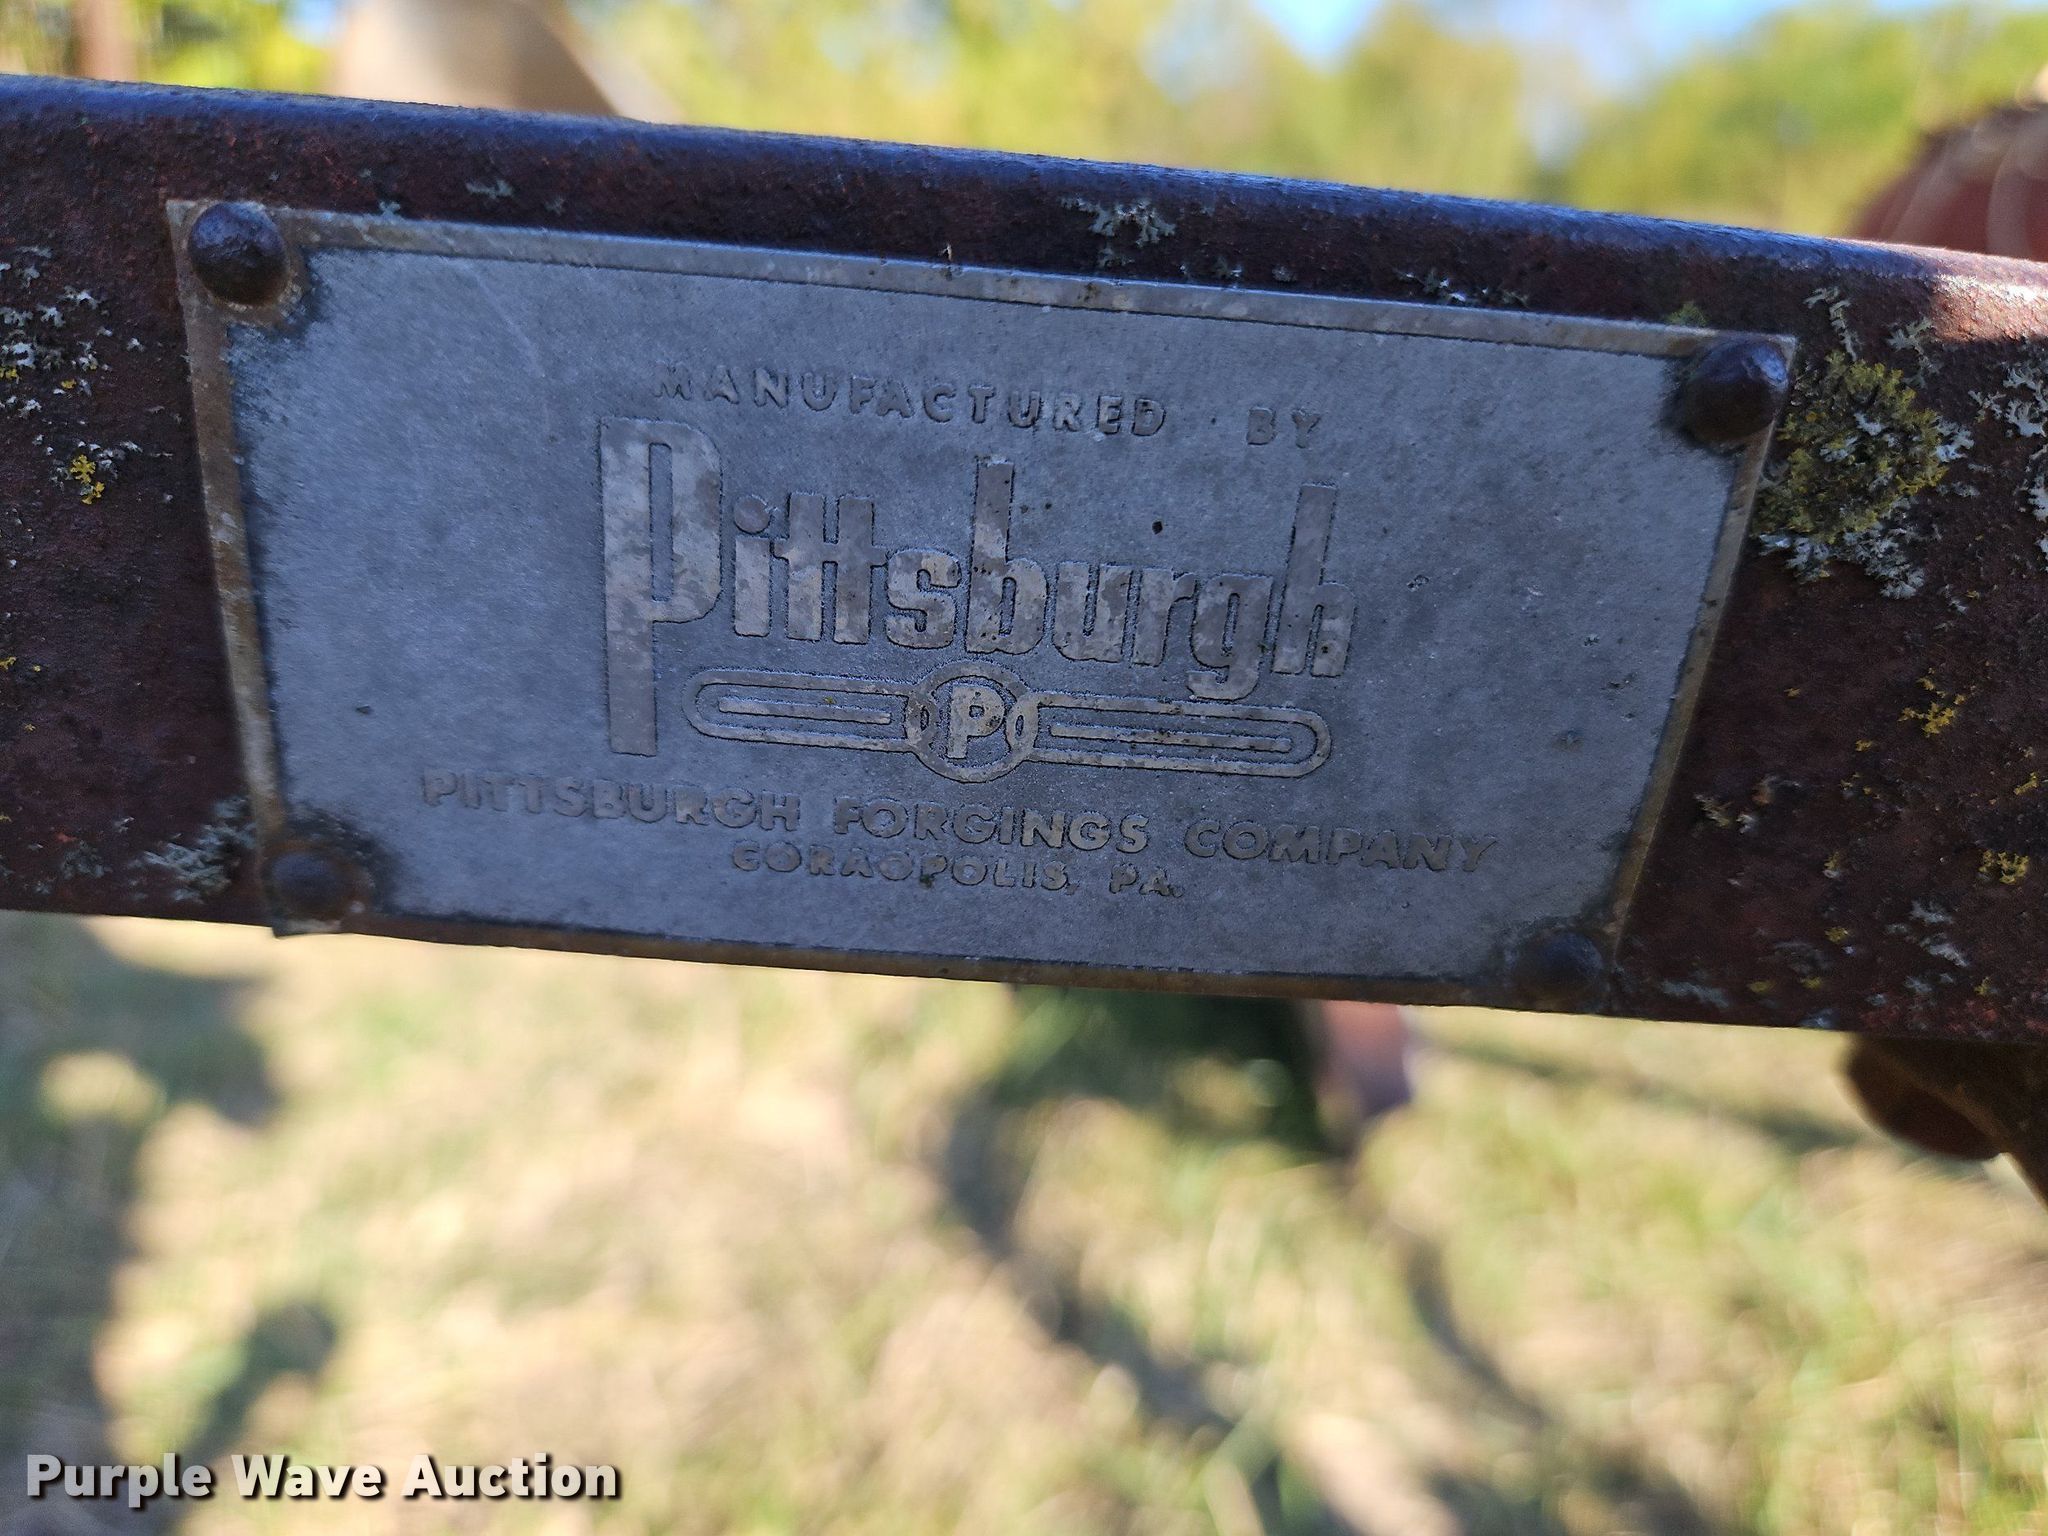 MANUFACTURED BY
Pittsburgh
P
PITTSBURGH FORGINGS COMPANY
CORAOPOLIS, PA.
Purple Wave Auction